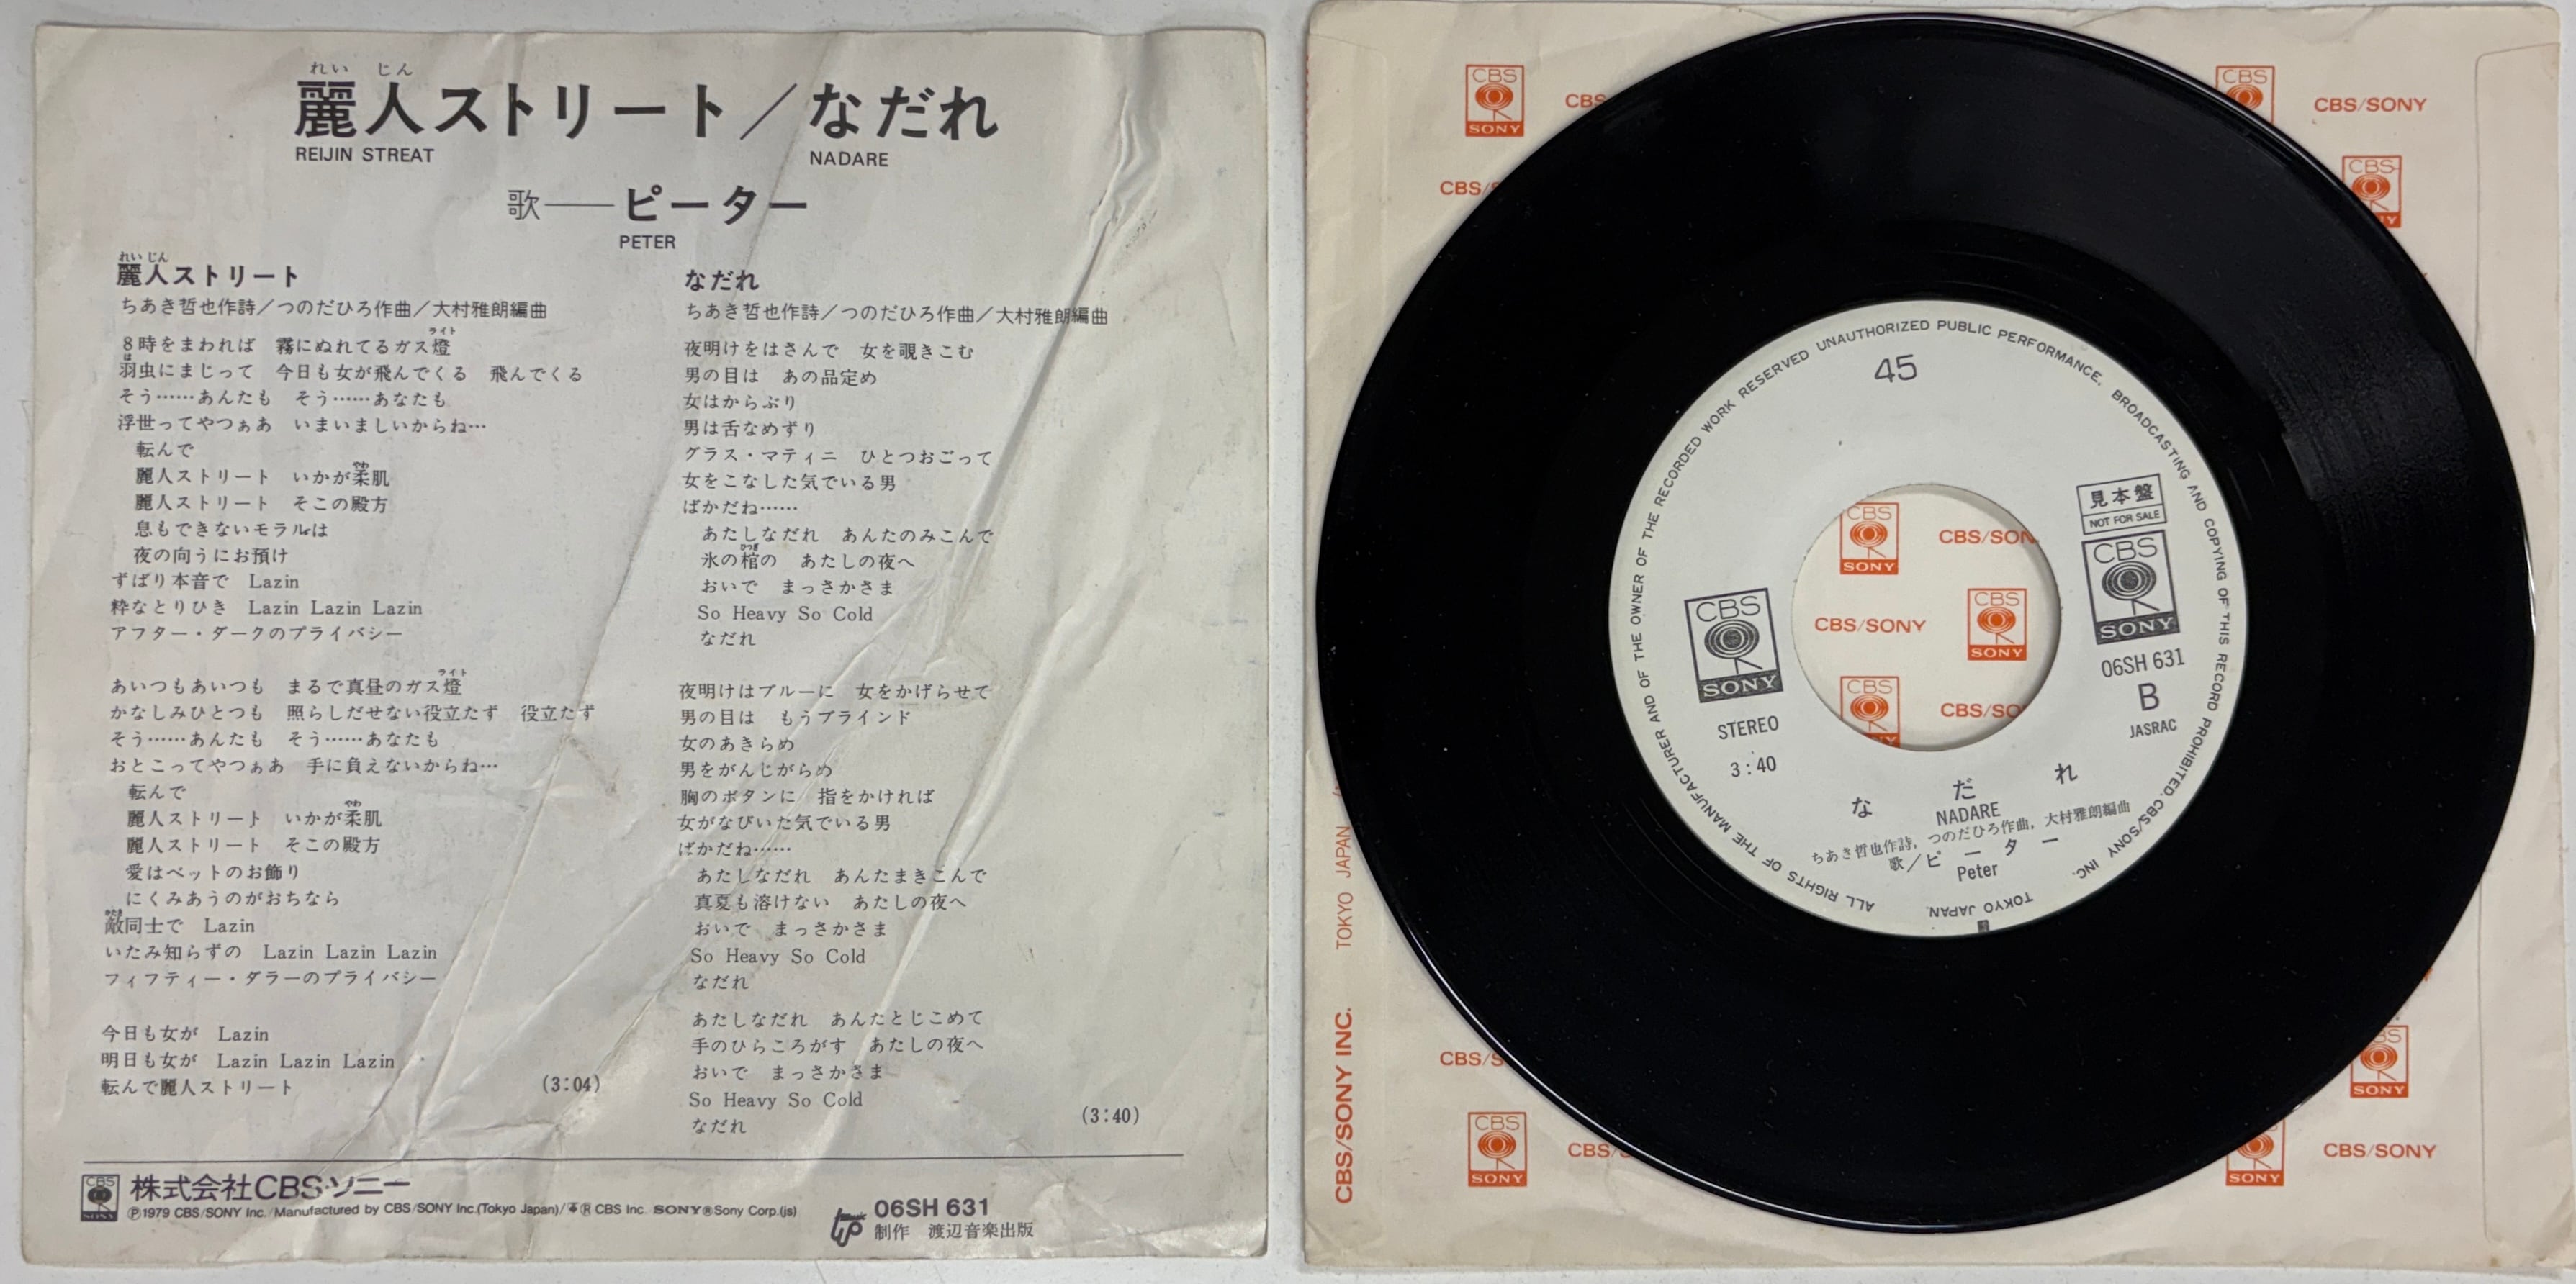 れい じん
麗人ストリート／なだれ
REIJIN STREAT NADARE
歌──ピーター
PETER
れいじん
麗人ストリート
ちあき哲也作詩／つのだひろ作曲／大村雅朗編曲
ライト
8時をまわれば 霧にぬれてるガス燈
は
羽虫にまじって 今日も女が飛んでくる 飛んでくる
そう……あんたも そう……あなたも
浮世ってやつぁあ いまいましいからね…
転んで
やわ
麗人ストリート いかが柔肌
麗人ストリート そこの殿方
息もできないモラルは
夜の向うにお預け
ずばり本音で Lazin
粋なとりひき Lazin Lazin Lazin
アフター・ダークのプライバシー
ライト
あいつもあいつも まるで真昼のガス燈
かなしみひとつも 照らしだせない役立たず 役立たず
そう……あんたも そう……あなたも
おとこってやつぁあ 手に負えないからね…
転んで
やわ
麗人ストリート いかが柔肌
麗人ストリート そこの殿方
愛はベットのお飾り
にくみあうのがおちなら
かたき
敵同士で Lazin
いたみ知らずの Lazin Lazin Lazin
フィフティー・ダラーのプライバシー
今日も女が Lazin
明日も女が Lazin Lazin Lazin
転んで麗人ストリート
(3:04)
なだれ
ちあき哲也作詩／つのだひろ作曲／大村雅朗編曲
夜明けをはさんで 女を覗きこむ
男の目は あの品定め
女はからぶり
男は舌なめずり
グラス・マティニ ひとつおごって
女をこなした気でいる男
ばかだね……
あたしなだれ あんたのみこんで
ひつぎ
氷の棺の あたしの夜へ
おいで まっさかさま
So Heavy So Cold
なだれ
夜明けはブルーに 女をかげらせて
男の目は もうブラインド
女のあきらめ
男をがんじがらめ
胸のボタンに 指をかければ
女がなびいた気でいる男
ばかだね……
あたしなだれ あんたまきこんで
真夏も溶けない あたしの夜へ
おいで まっさかさま
So Heavy So Cold
なだれ
あたしなだれ あんたとじこめて
手のひらころがす あたしの夜へ
おいで まっさかさま
So Heavy So Cold
なだれ
(3:40)
CBS SONY
株式会社CBS・ソニー
Ⓟ1979 CBS/SONY Inc. Manufactured by CBS/SONY Inc.(Tokyo Japan)/ Ⓡ CBS Inc. SONY®Sony Corp.(js)
06SH 631
制作 渡辺音楽出版
ALL RIGHTS OF THE MANUFACTURER AND OF THE OWNER OF THE RECORDED WORK RESERVED UNAUTHORIZED PUBLIC PERFORMANCE, BROADCASTING AND COPYING OF THIS RECORD PROHIBITED. CBS/SONY INC. TOKYO JAPAN.
45
見本盤
NOT FOR SALE
CBS
SONY
06SH 631
B
JASRAC
CBS
SONY
STEREO
3:40
なだれ
NADARE
ちあき哲也作詩, つのだひろ作曲, 大村雅朗編曲
歌／ピーター
Peter
CBS
SONY
CBS/SONY
CBS/SONY
CBS
SONY
CBS
SONY
CBS/SONY
CBS
SONY
CBS/SONY
CBS/SONY INC. TOKYO JAPAN
CBS
SONY
CBS/SONY